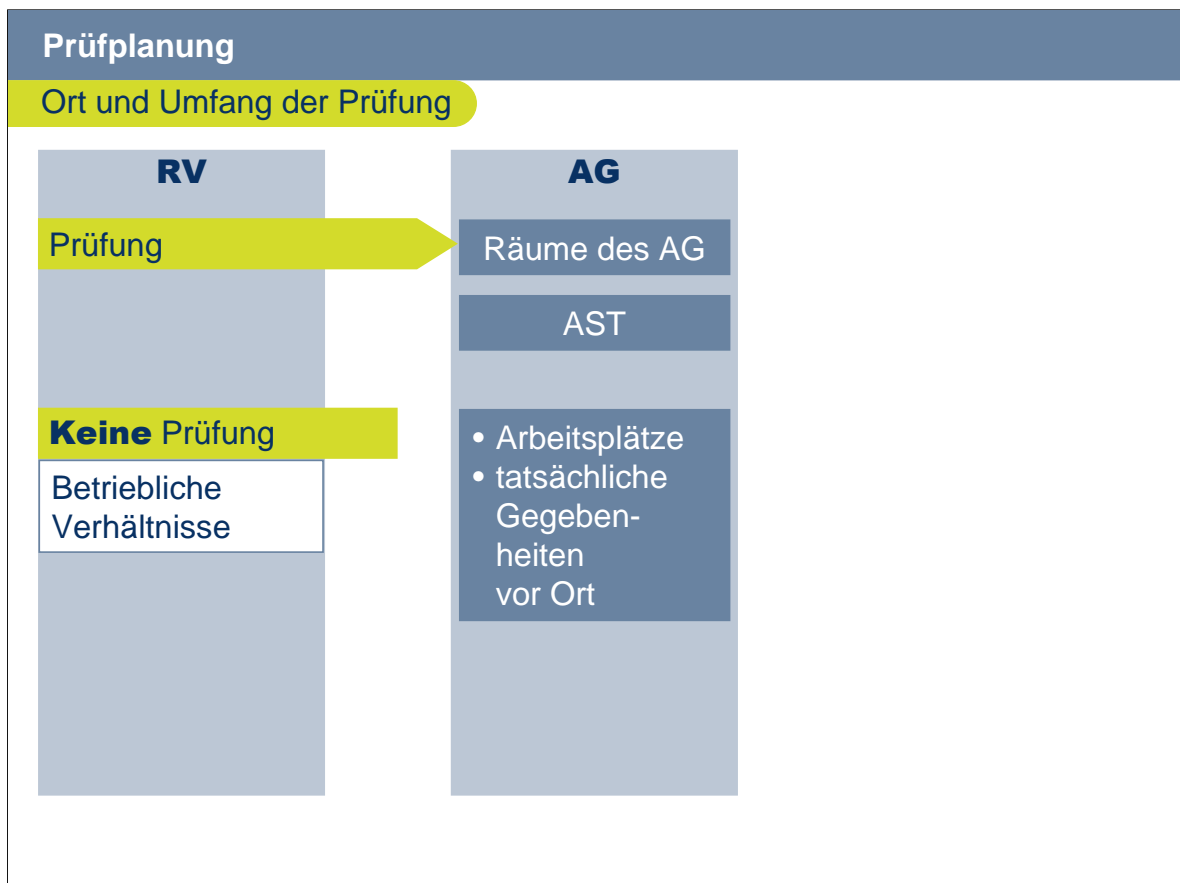 Prüfplanung
Ort und Umfang der Prüfung
RV
AG
Prüfung
Räume des AG
AST
Keine Prüfung
Betriebliche
Verhältnisse
• Arbeitsplätze
• tatsächliche
Gegeben-
heiten
vor Ort